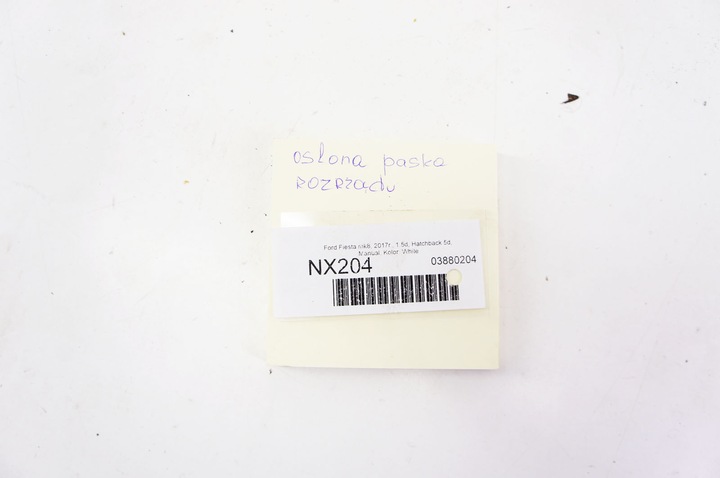 osłona paska
rozrządu
Ford Fiesta mk8, 2017r., 1.5d, Hatchback 5d,
Manual, Kolor: White
NX204
03880204